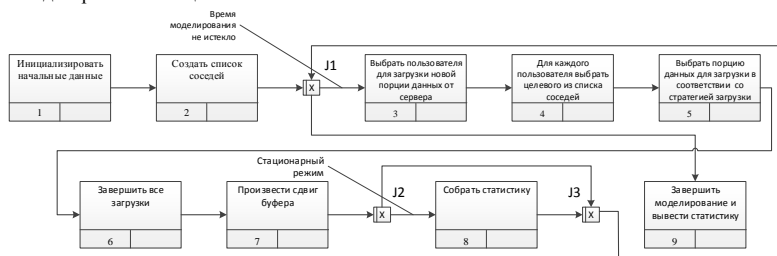 Время
моделирования
не истекло
J1
Инициализировать
начальные данные
1
Создать список
соседей
2
X
Выбрать пользователя
для загрузки новой
порции данных от
сервера
3
Для каждого
пользователя выбрать
целевого из списка
соседей
4
Выбрать порцию
данных для загрузки в
соответствии со
стратегией загрузки
5
Стационарный
режим
Завершить все
загрузки
6
Произвести сдвиг
буфера
7
X
J2
Собрать статистику
8
J3
X
Завершить
моделирование и
вывести статистику
9